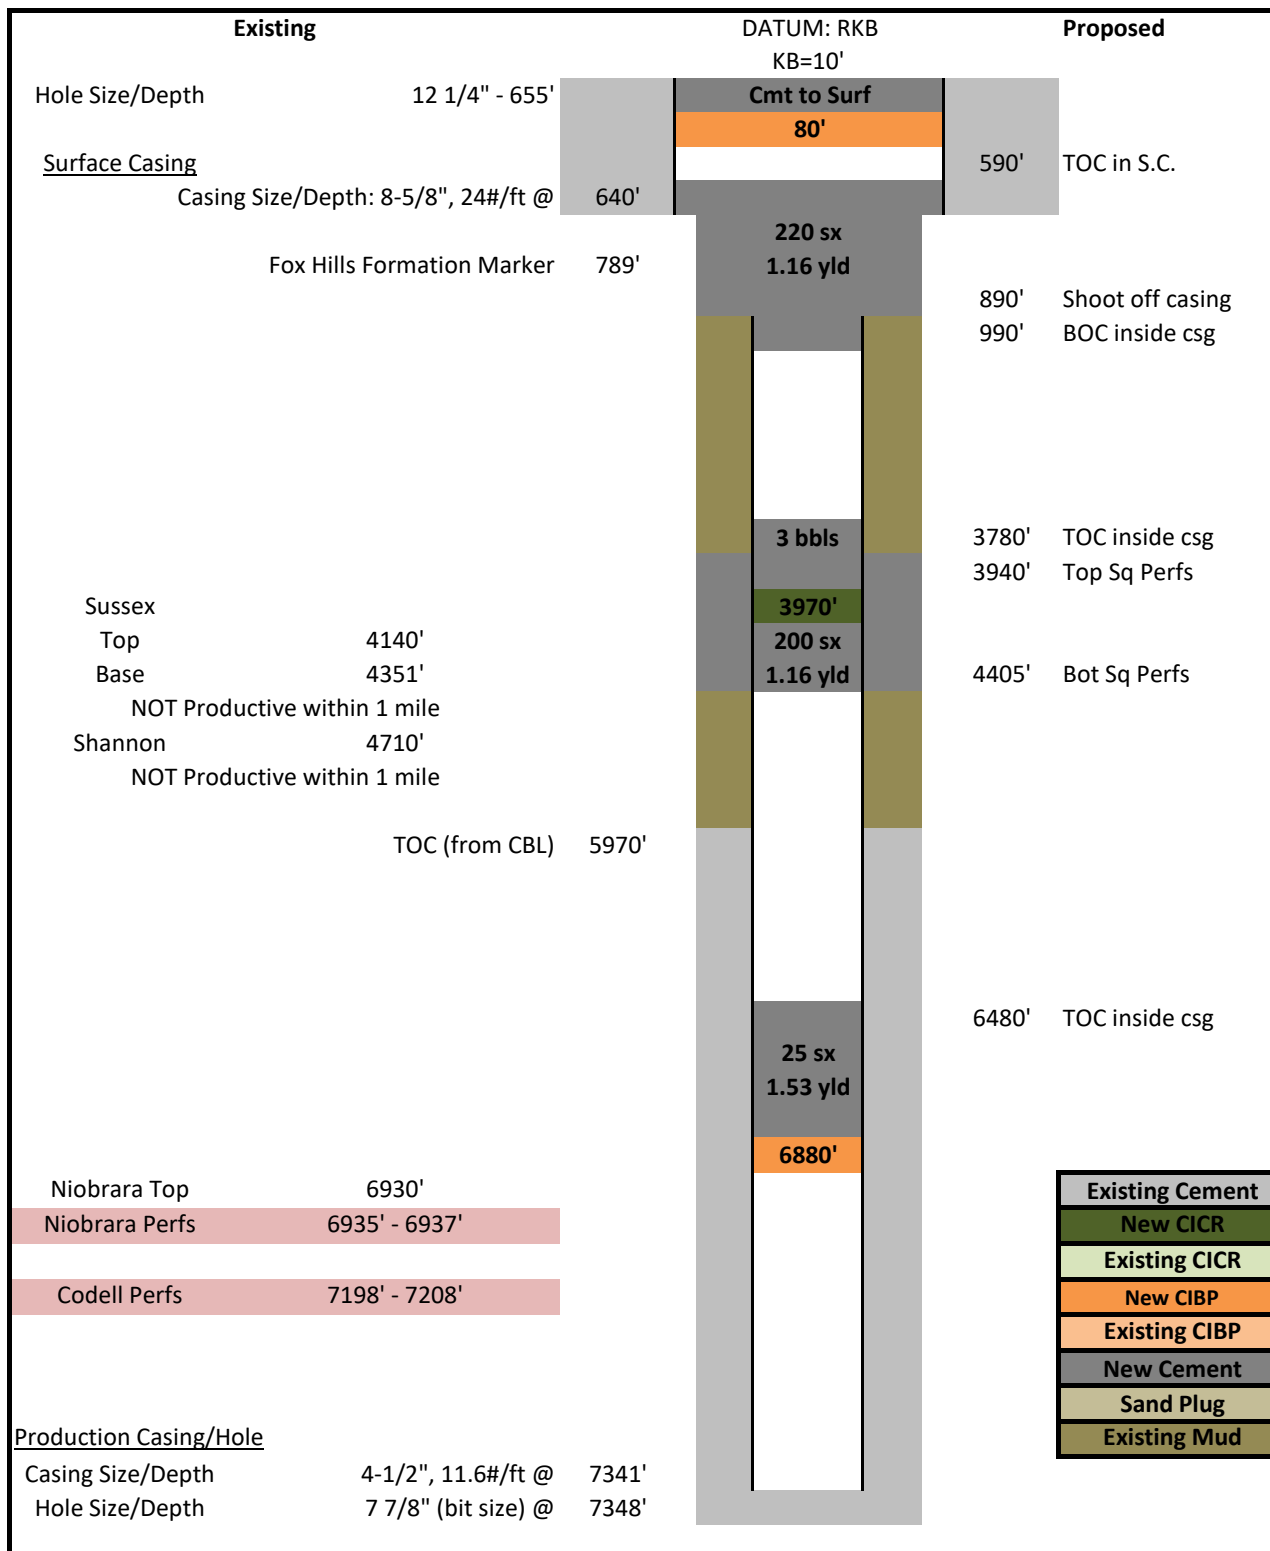 Existing DATUM: RKB Proposed
KB=10'
Hole Size/Depth 12 1/4" - 655' Cmt to Surf
80'
Surface Casing 590' TOC in S.C.
Casing Size/Depth: 8-5/8", 24#/ft @ 640'
220 sx
Fox Hills Formation Marker 789' 1.16 yld
890' Shoot off casing
990' BOC inside csg
3 bbls 3780' TOC inside csg
3940' Top Sq Perfs
Sussex 3970'
Top 4140' 200 sx
Base 4351' 1.16 yld 4405' Bot Sq Perfs
NOT Productive within 1 mile
Shannon 4710'
NOT Productive within 1 mile
TOC (from CBL) 5970'
6480' TOC inside csg
25 sx
1.53 yld
6880'
Niobrara Top 6930' Existing Cement
Niobrara Perfs 6935' - 6937' New CICR
Existing CICR
Codell Perfs 7198' - 7208' New CIBP
Existing CIBP
New Cement
Sand Plug
Production Casing/Hole Existing Mud
Casing Size/Depth 4-1/2", 11.6#/ft @ 7341'
Hole Size/Depth 7 7/8" (bit size) @ 7348'